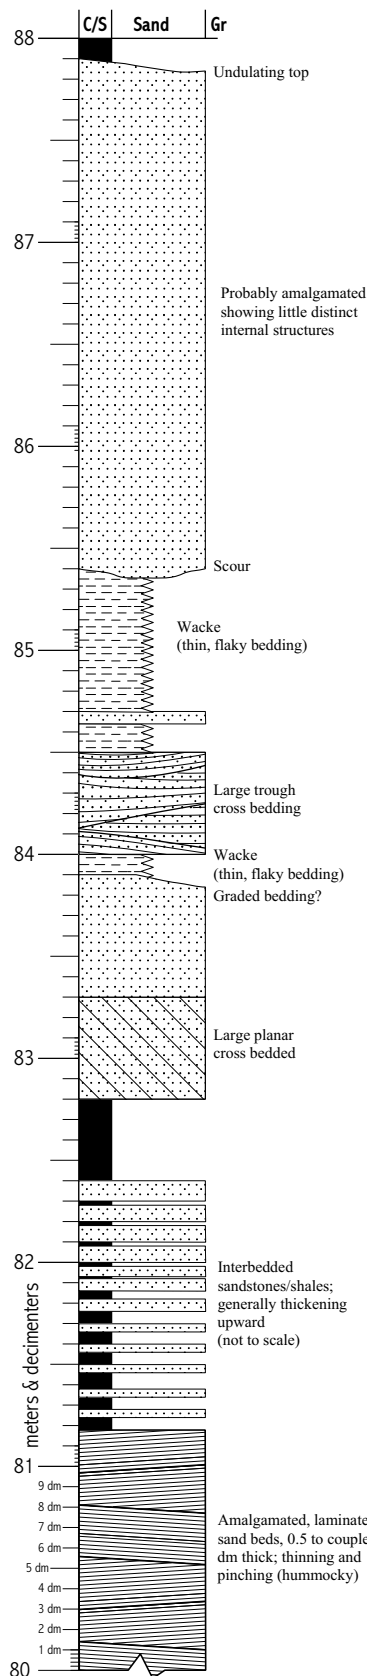 C/S Sand Gr
88
Undulating top
87
Probably amalgamated
showing little distinct
internal structures
86
Scour
Wacke
(thin, flaky bedding)
85
Large trough
cross bedding
84
Wacke
(thin, flaky bedding)
Graded bedding?
Large planar
cross bedded
83
82
Interbedded
sandstones/shales;
generally thickening
upward
(not to scale)
meters & decimenters
81
9 dm
8 dm
7 dm
6 dm
5 dm
4 dm
3 dm
2 dm
1 dm
Amalgamated, laminate
sand beds, 0.5 to couple
dm thick; thinning and
pinching (hummocky)
80